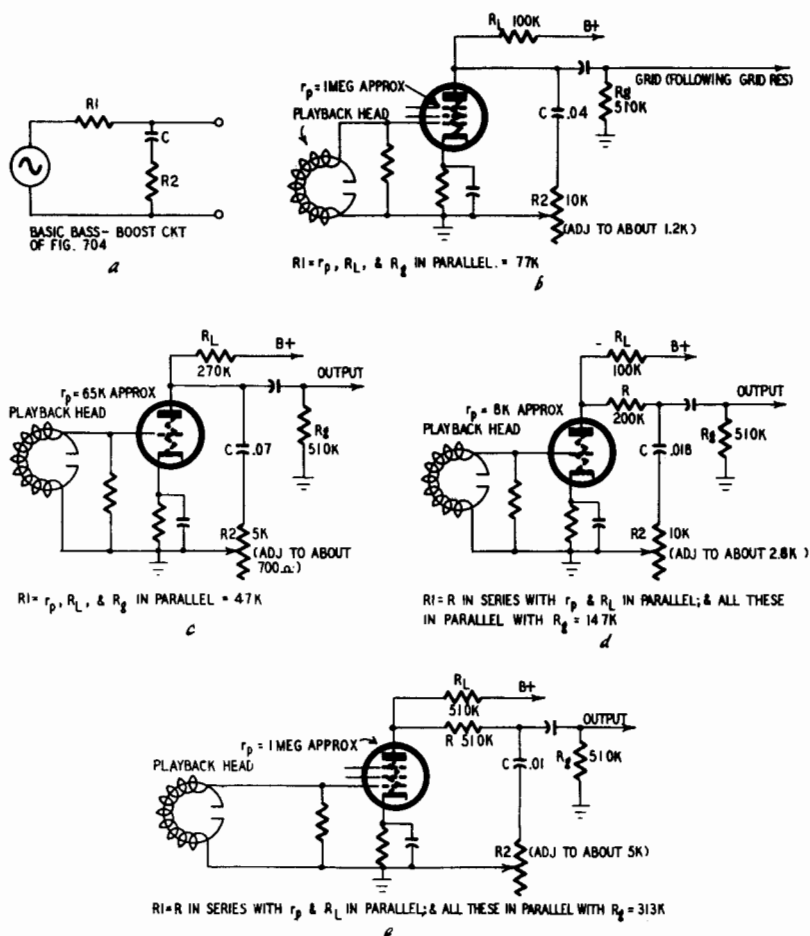 R1
C
R2
BASIC BASS- BOOST CKT
OF FIG. 704
a
RL 100K
B+
rp = 1MEG APPROX
PLAYBACK HEAD
GRID (FOLLOWING GRID RES)
C .04
Rg
510K
R2 10K
(ADJ TO ABOUT 1.2K)
R1= rp, RL, & Rg IN PARALLEL. = 77K
b
RL
270K
B+
OUTPUT
rp = 65K APPROX
PLAYBACK HEAD
C .07
Rg
510K
R2 5K
(ADJ TO ABOUT
700Ω)
R1= rp, RL, & Rg IN PARALLEL = 47K
c
RL
100K
B+
R
200K
OUTPUT
rp = 8K APPROX
PLAYBACK HEAD
C .018
Rg 510K
R2 10K
(ADJ TO ABOUT 2.8K)
R1= R IN SERIES WITH rp & RL IN PARALLEL; & ALL THESE
IN PARALLEL WITH Rg = 147K
d
RL
510K
B+
R 510K
OUTPUT
rp = 1 MEG APPROX
PLAYBACK HEAD
C .01
Rg 510K
R2 (ADJ TO ABOUT 5K)
R1=R IN SERIES WITH rp & RL IN PARALLEL; & ALL THESE IN PARALLEL WITH Rg = 313K
e